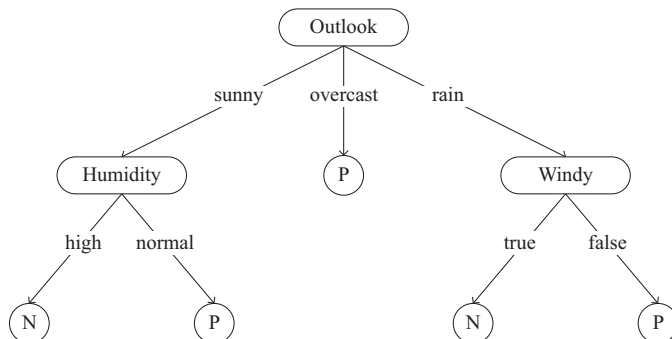 Outlook
sunny overcast rain
Humidity P Windy
high normal true false
N P N P